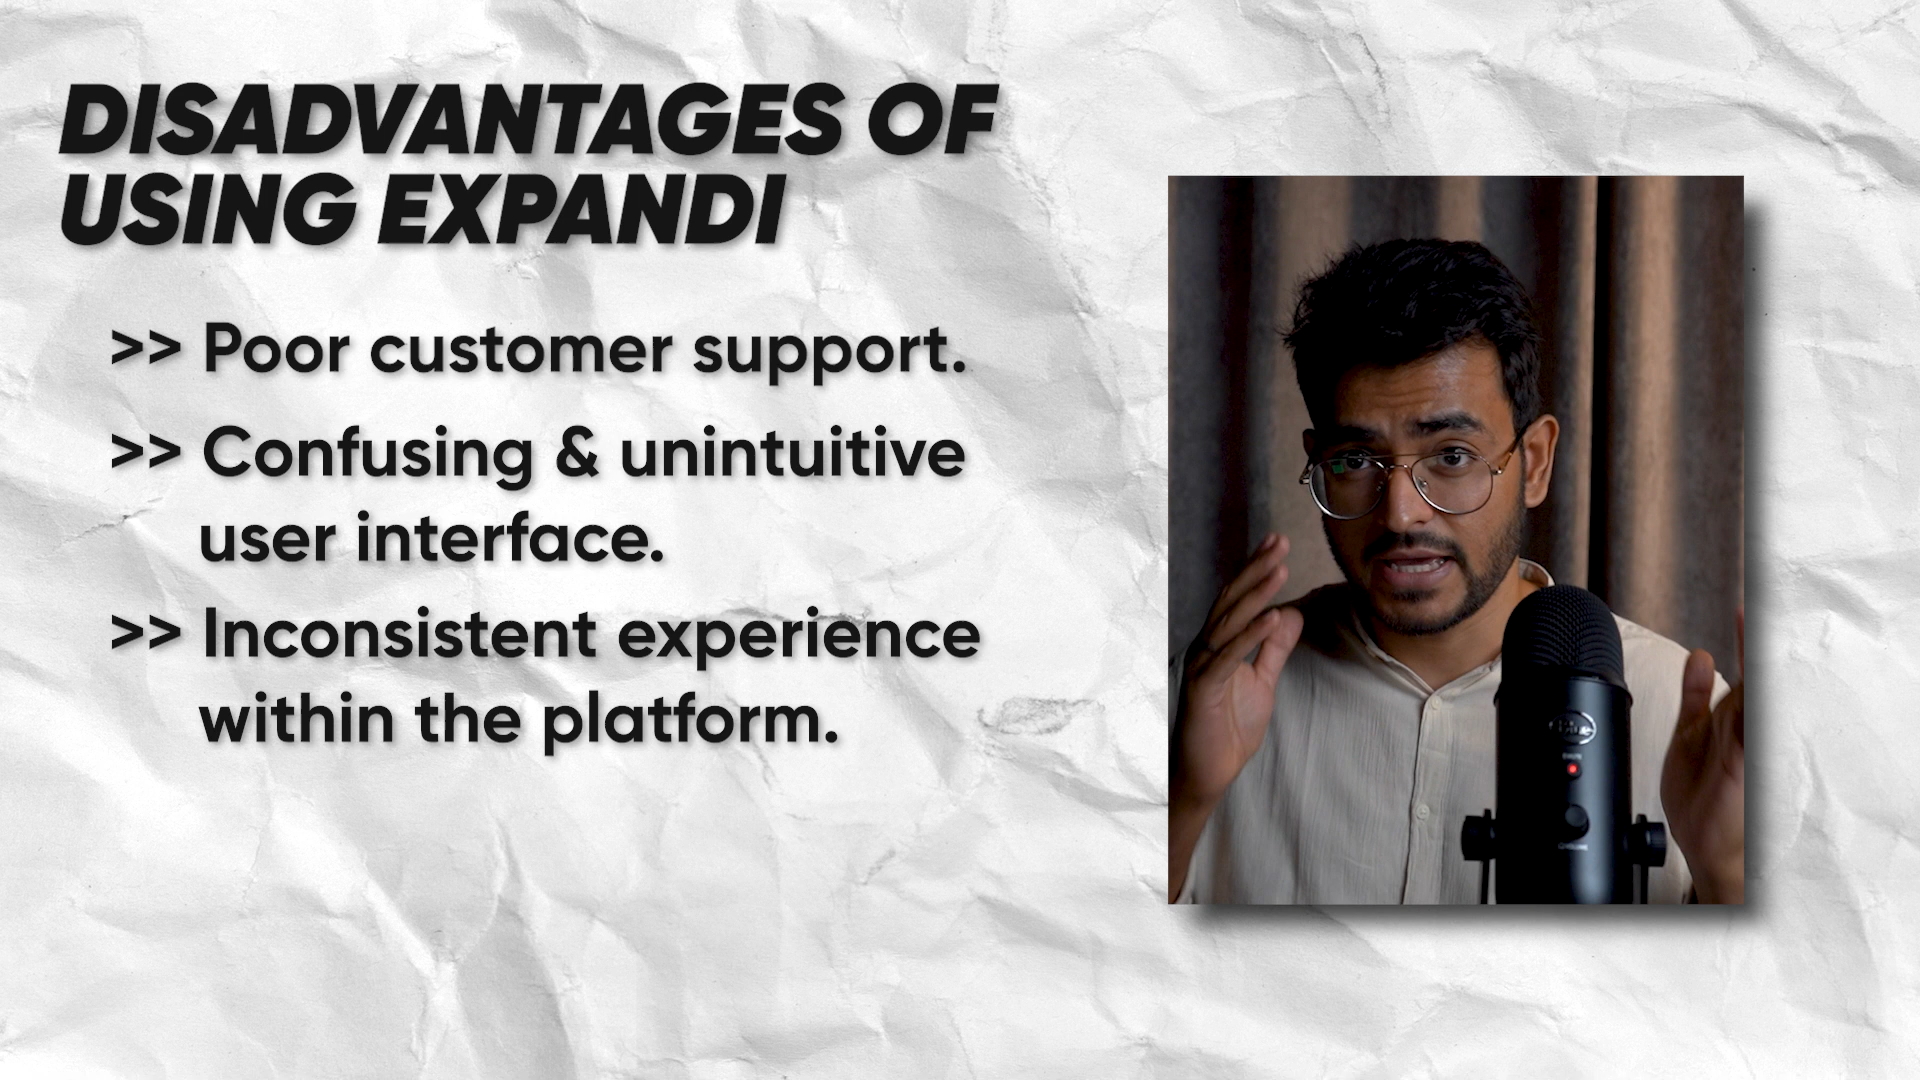 DISADVANTAGES OF
USING EXPANDI
>> Poor customer support.
>> Confusing & unintuitive
user interface.
>> Inconsistent experience
within the platform.